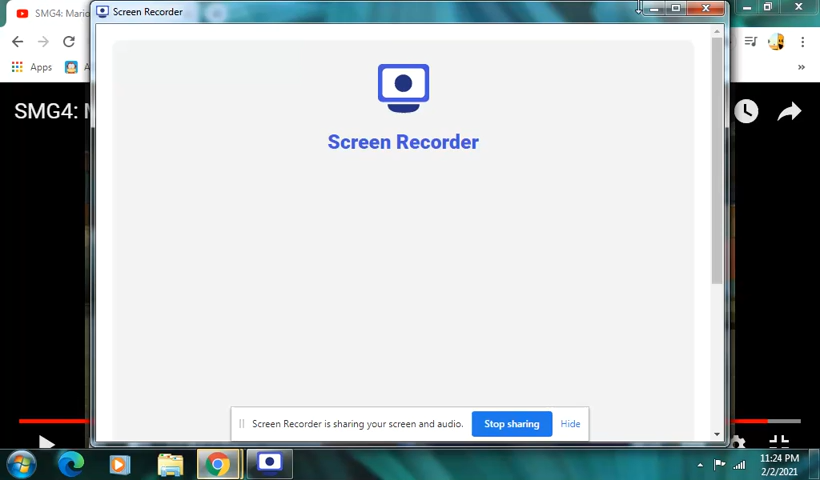 SMG4: Mario
Screen Recorder
Apps
A
»
SMG4: M
Screen Recorder
Screen Recorder is sharing your screen and audio.
Stop sharing
Hide
11:24 PM
2/2/2021